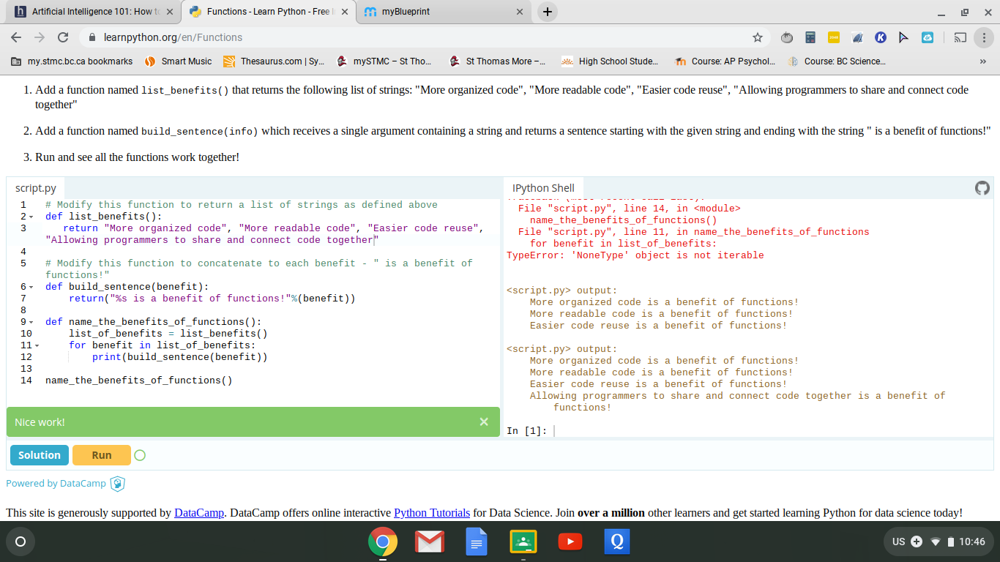 Artificial Intelligence 101: How to
Functions - Learn Python - Free I
myBlueprint
learnpython.org/en/Functions
my.stmc.bc.ca bookmarks
Smart Music
Thesaurus.com | Sy...
mySTMC – St Tho...
St Thomas More –...
High School Stude...
Course: AP Psychol...
Course: BC Science...
»
1. Add a function named list_benefits() that returns the following list of strings: "More organized code", "More readable code", "Easier code reuse", "Allowing programmers to share and connect code
together"
2. Add a function named build_sentence(info) which receives a single argument containing a string and returns a sentence starting with the given string and ending with the string " is a benefit of functions!"
3. Run and see all the functions work together!
script.py
1 # Modify this function to return a list of strings as defined above
2 def list_benefits():
3 return "More organized code", "More readable code", "Easier code reuse",
"Allowing programmers to share and connect code together"
4
5 # Modify this function to concatenate to each benefit - " is a benefit of
functions!"
6 def build_sentence(benefit):
7 return("%s is a benefit of functions!"%(benefit))
8
9 def name_the_benefits_of_functions():
10 list_of_benefits = list_benefits()
11 for benefit in list_of_benefits:
12 print(build_sentence(benefit))
13
14 name_the_benefits_of_functions()
Nice work!
Solution
Run
IPython Shell
Traceback (most recent call last):
File "script.py", line 14, in <module>
name_the_benefits_of_functions()
File "script.py", line 11, in name_the_benefits_of_functions
for benefit in list_of_benefits:
TypeError: 'NoneType' object is not iterable
<script.py> output:
More organized code is a benefit of functions!
More readable code is a benefit of functions!
Easier code reuse is a benefit of functions!
<script.py> output:
More organized code is a benefit of functions!
More readable code is a benefit of functions!
Easier code reuse is a benefit of functions!
Allowing programmers to share and connect code together is a benefit of
functions!
In [1]:
Powered by DataCamp
This site is generously supported by DataCamp. DataCamp offers online interactive Python Tutorials for Data Science. Join over a million other learners and get started learning Python for data science today!
US
10:46